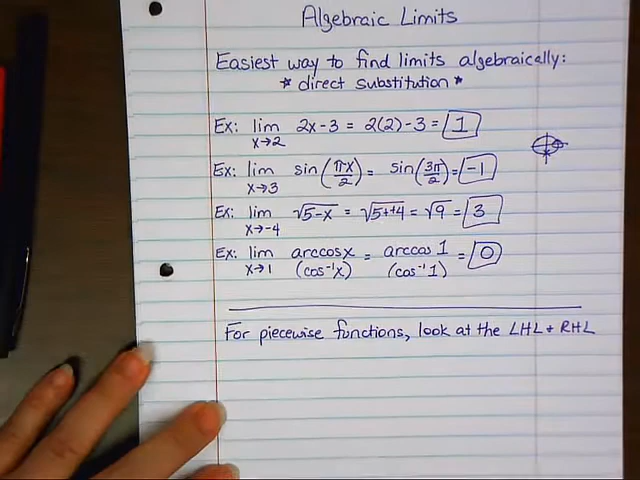 Algebraic Limits
Easiest way to find limits algebraically:
* direct substitution *
Ex: lim x→2 2x-3 = 2(2)-3 = 1
Ex: lim x→3 sin(πx/2) = sin(3π/2) = -1
Ex: lim x→-4 √5-x = √5++4 = √9 = 3
Ex: lim x→1 arccosx = arccos 1 = 0
(cos⁻¹x) (cos⁻¹1)
For piecewise functions, look at the LHL + RHL